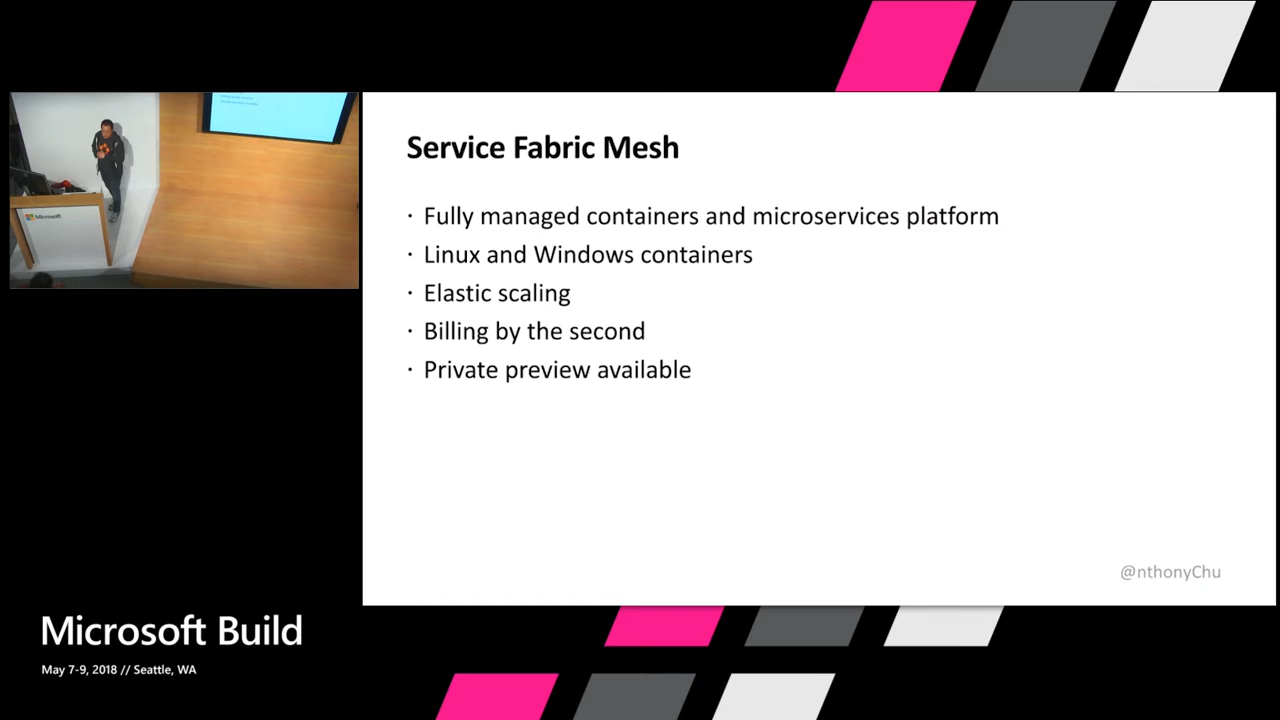 Service Fabric Mesh
· Fully managed containers and microservices platform
· Linux and Windows containers
· Elastic scaling
· Billing by the second
· Private preview available
@nthonyChu
Microsoft
Microsoft Build
May 7-9, 2018 // Seattle, WA